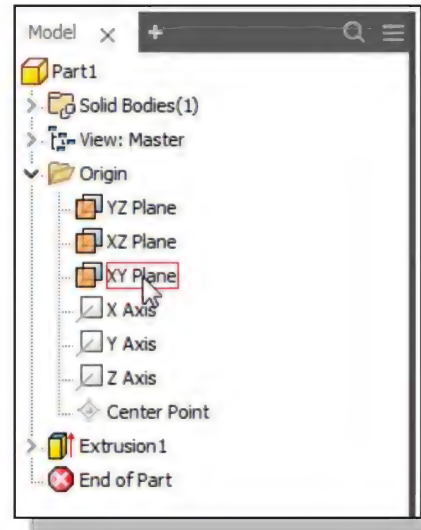 Model
Part1
Solid Bodies(1)
View: Master
Origin
YZ Plane
XZ Plane
XY Plane
X Axis
Y Axis
Z Axis
Center Point
Extrusion1
End of Part